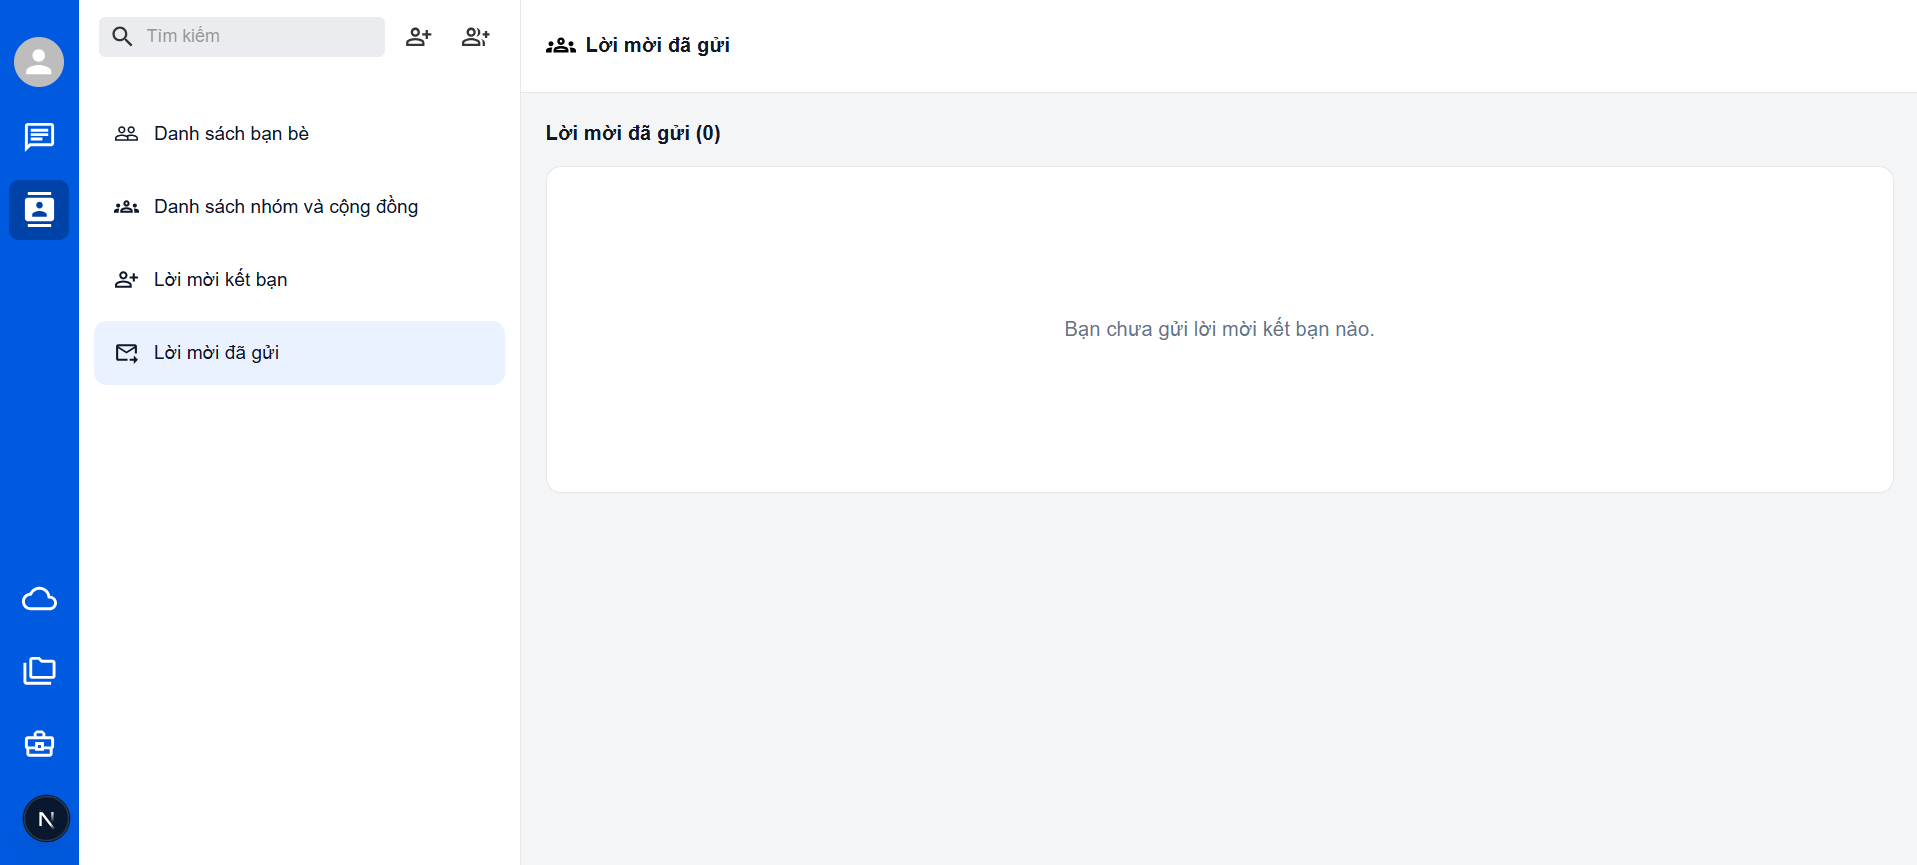 Tìm kiếm
Danh sách bạn bè
Danh sách nhóm và cộng đồng
Lời mời kết bạn
Lời mời đã gửi
N
Lời mời đã gửi
Lời mời đã gửi (0)
Bạn chưa gửi lời mời kết bạn nào.